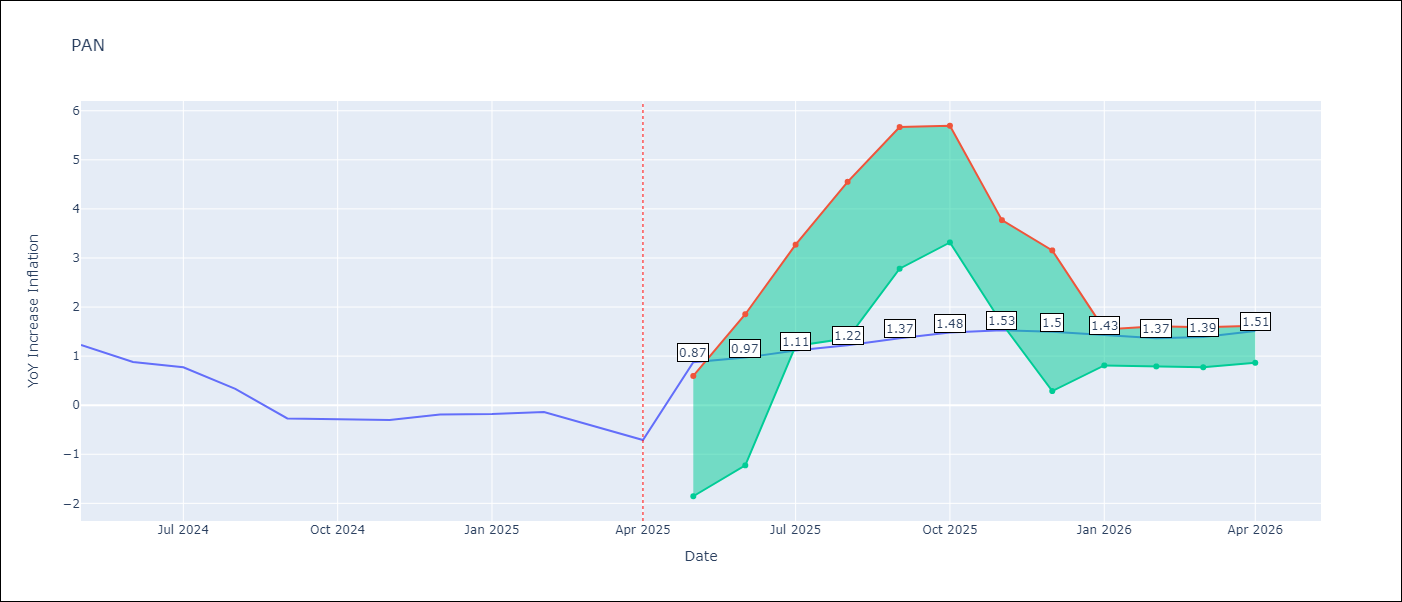 PAN
YoY Increase Inflation
6
5
4
3
2
1
0
−1
−2
0.87
0.97
1.11
1.22
1.37
1.48
1.53
1.5
1.43
1.37
1.39
1.51
Jul 2024
Oct 2024
Jan 2025
Apr 2025
Jul 2025
Oct 2025
Jan 2026
Apr 2026
Date